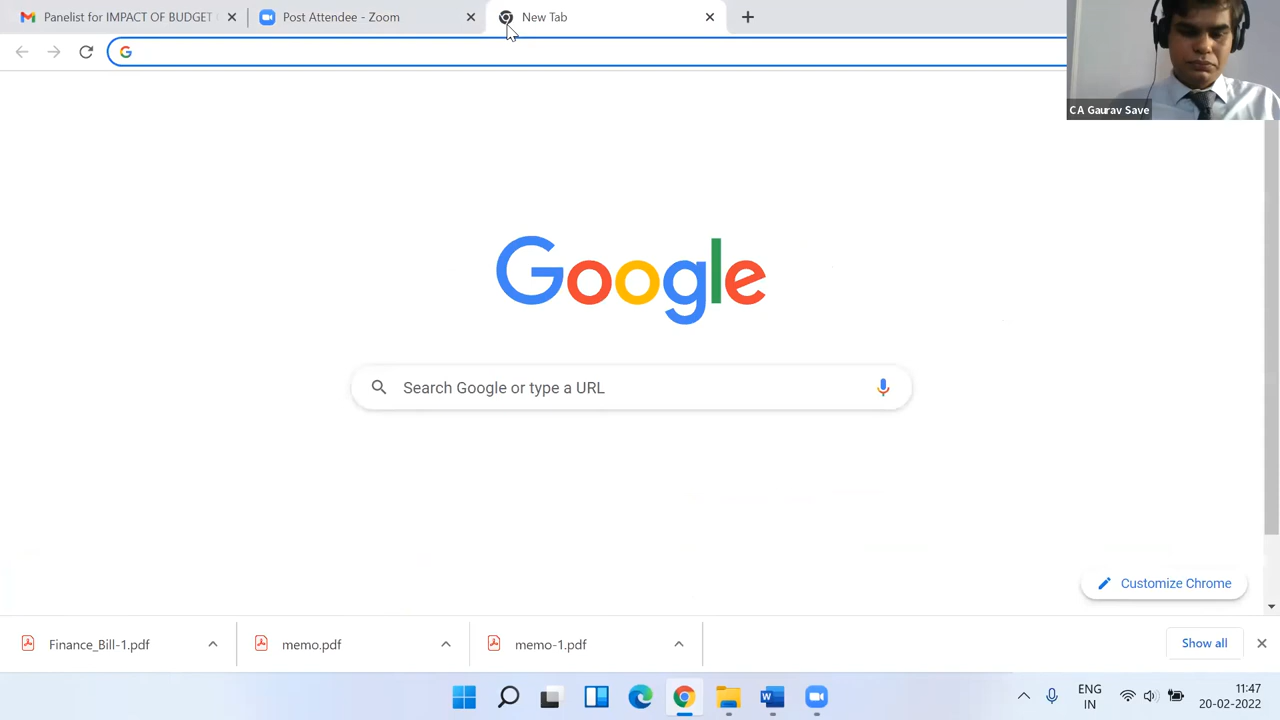 Panelist for IMPACT OF BUDGET
Post Attendee - Zoom
New Tab
CA Gaurav Save
Google
Search Google or type a URL
Customize Chrome
Finance_Bill-1.pdf
memo.pdf
memo-1.pdf
Show all
ENG
IN
11:47
20-02-2022